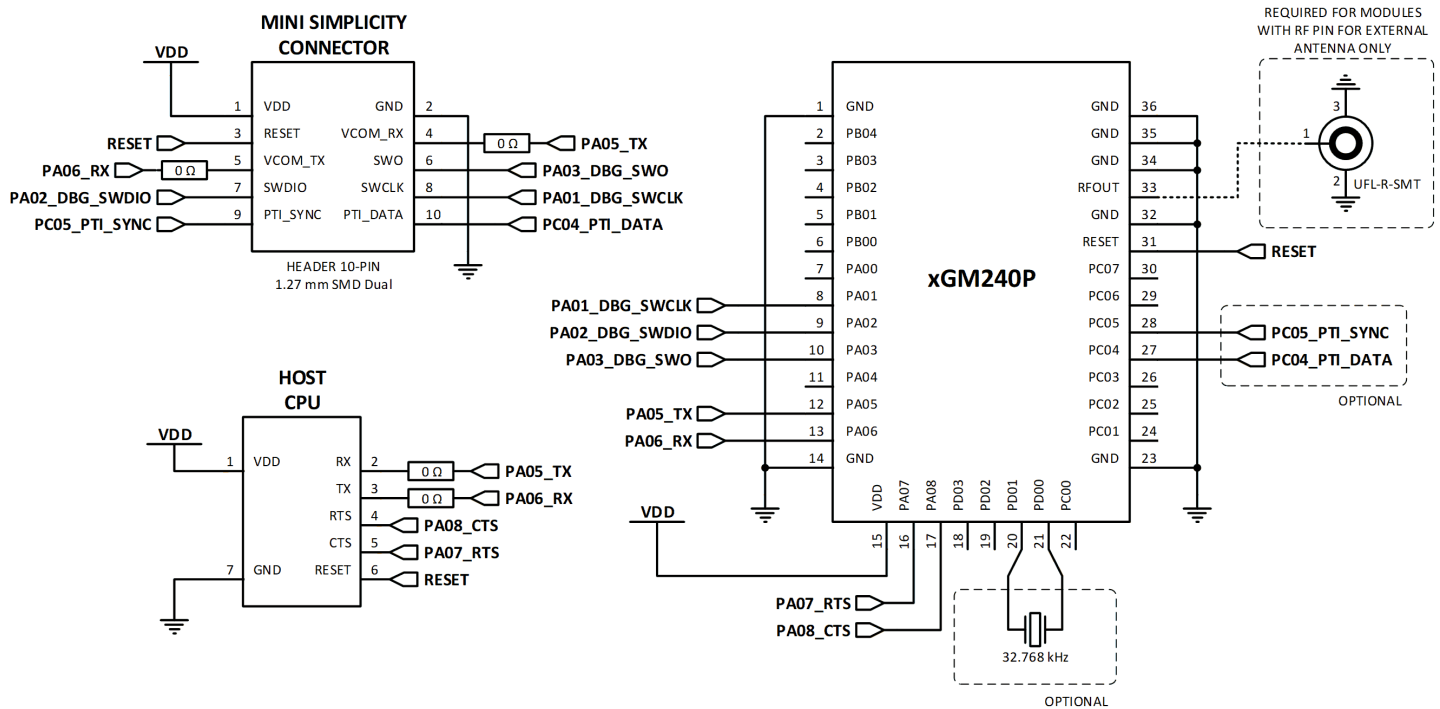 MINI SIMPLICITY
CONNECTOR
VDD
1 VDD GND 2
RESET 3 RESET VCOM_RX 4 0 Ω PA05_TX
PA06_RX 0 Ω 5 VCOM_TX SWO 6 PA03_DBG_SWO
PA02_DBG_SWDIO 7 SWDIO SWCLK 8 PA01_DBG_SWCLK
PC05_PTI_SYNC 9 PTI_SYNC PTI_DATA 10 PC04_PTI_DATA
HEADER 10-PIN
1.27 mm SMD Dual
HOST
CPU
VDD
1 VDD RX 2 0 Ω PA05_TX
TX 3 0 Ω PA06_RX
RTS 4 PA08_CTS
CTS 5 PA07_RTS
7 GND RESET 6 RESET
xGM240P
1 GND GND 36
2 PB04 GND 35
3 PB03 GND 34
4 PB02 RFOUT 33
5 PB01 GND 32
6 PB00 RESET 31 RESET
7 PA00 PC07 30
PA01_DBG_SWCLK 8 PA01 PC06 29
PA02_DBG_SWDIO 9 PA02 PC05 28 PC05_PTI_SYNC
PA03_DBG_SWO 10 PA03 PC04 27 PC04_PTI_DATA
11 PA04 PC03 26
PA05_TX 12 PA05 PC02 25
PA06_RX 13 PA06 PC01 24
14 GND GND 23
OPTIONAL
VDD PA07 PA08 PD03 PD02 PD01 PD00 PC00
15 16 17 18 19 20 21 22
VDD
PA07_RTS
PA08_CTS
32.768 kHz
OPTIONAL
REQUIRED FOR MODULES
WITH RF PIN FOR EXTERNAL
ANTENNA ONLY
3
1
2 UFL-R-SMT